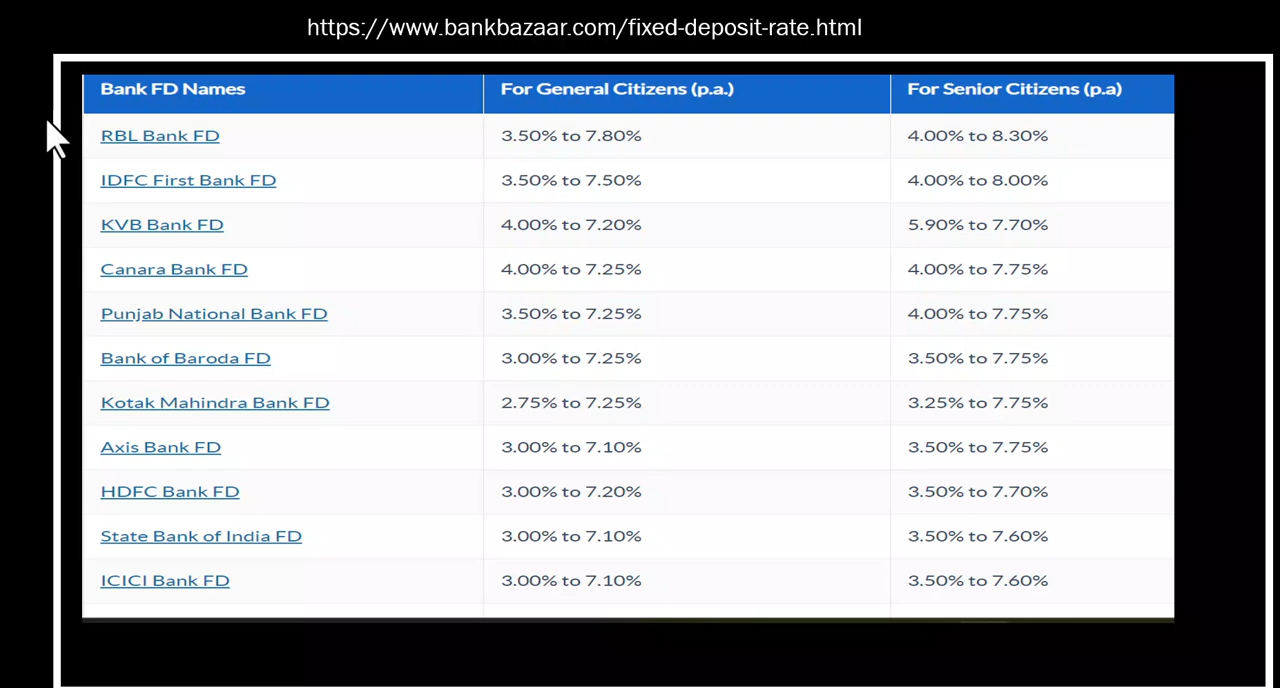 https://www.bankbazaar.com/fixed-deposit-rate.html
Bank FD Names For General Citizens (p.a.) For Senior Citizens (p.a)
RBL Bank FD 3.50% to 7.80% 4.00% to 8.30%
IDFC First Bank FD 3.50% to 7.50% 4.00% to 8.00%
KVB Bank FD 4.00% to 7.20% 5.90% to 7.70%
Canara Bank FD 4.00% to 7.25% 4.00% to 7.75%
Punjab National Bank FD 3.50% to 7.25% 4.00% to 7.75%
Bank of Baroda FD 3.00% to 7.25% 3.50% to 7.75%
Kotak Mahindra Bank FD 2.75% to 7.25% 3.25% to 7.75%
Axis Bank FD 3.00% to 7.10% 3.50% to 7.75%
HDFC Bank FD 3.00% to 7.20% 3.50% to 7.70%
State Bank of India FD 3.00% to 7.10% 3.50% to 7.60%
ICICI Bank FD 3.00% to 7.10% 3.50% to 7.60%